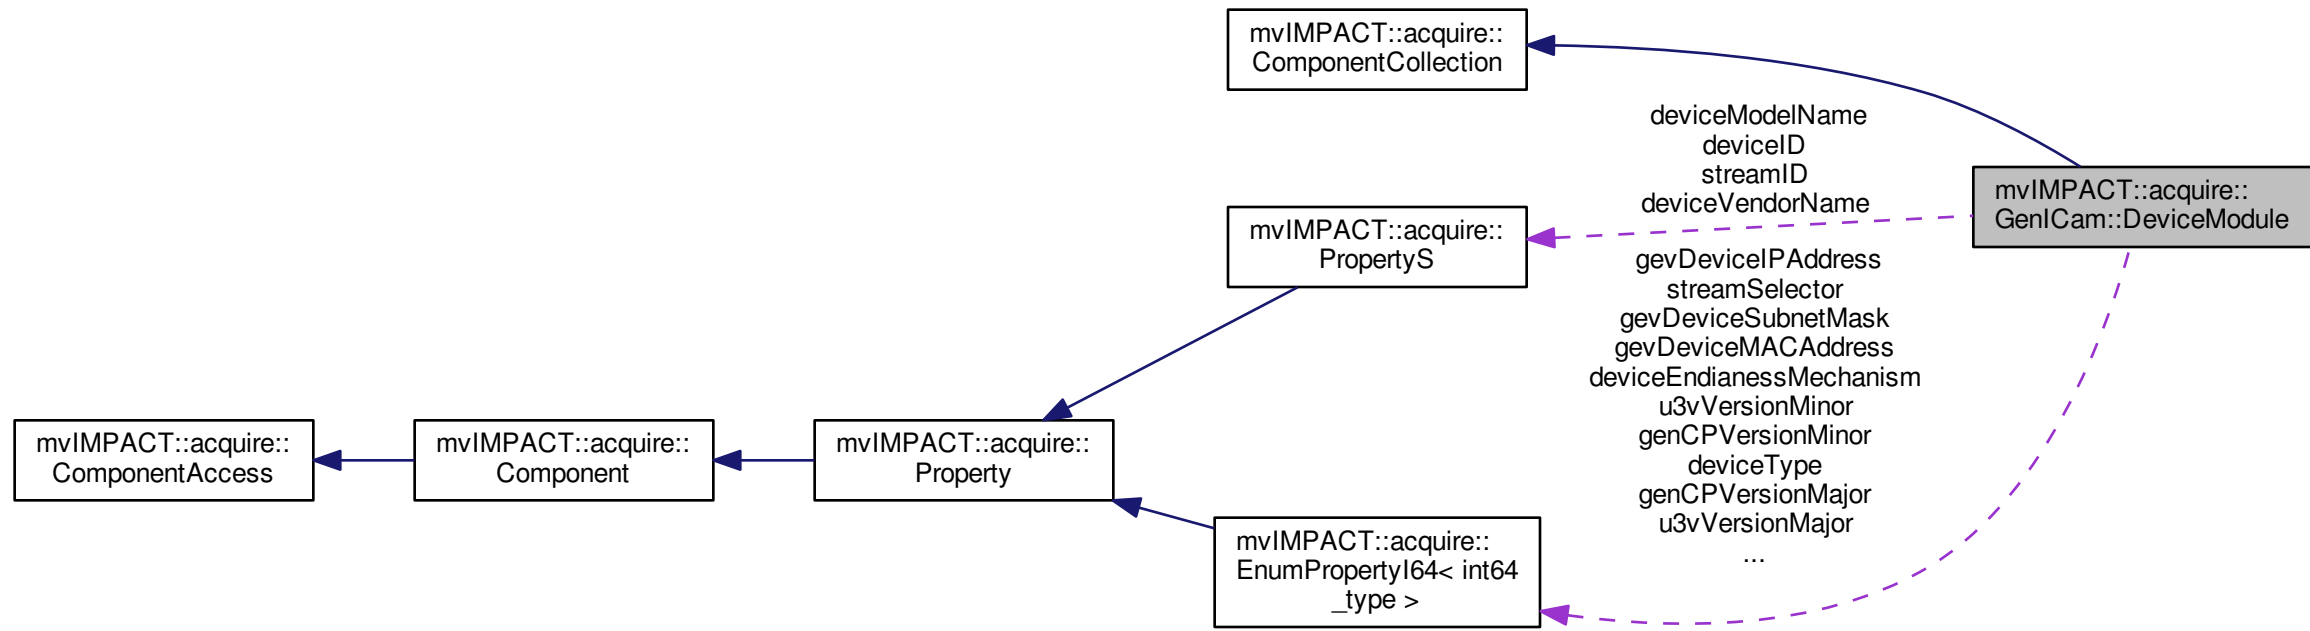 mvIMPACT::acquire::
ComponentCollection
deviceModelName
deviceID
streamID
deviceVendorName
mvIMPACT::acquire::
GenICam::DeviceModule
mvIMPACT::acquire::
PropertyS
gevDeviceIPAddress
streamSelector
gevDeviceSubnetMask
gevDeviceMACAddress
deviceEndianessMechanism
u3vVersionMinor
genCPVersionMinor
deviceType
genCPVersionMajor
u3vVersionMajor
...
mvIMPACT::acquire::
ComponentAccess
mvIMPACT::acquire::
Component
mvIMPACT::acquire::
Property
mvIMPACT::acquire::
EnumPropertyI64< int64
_type >